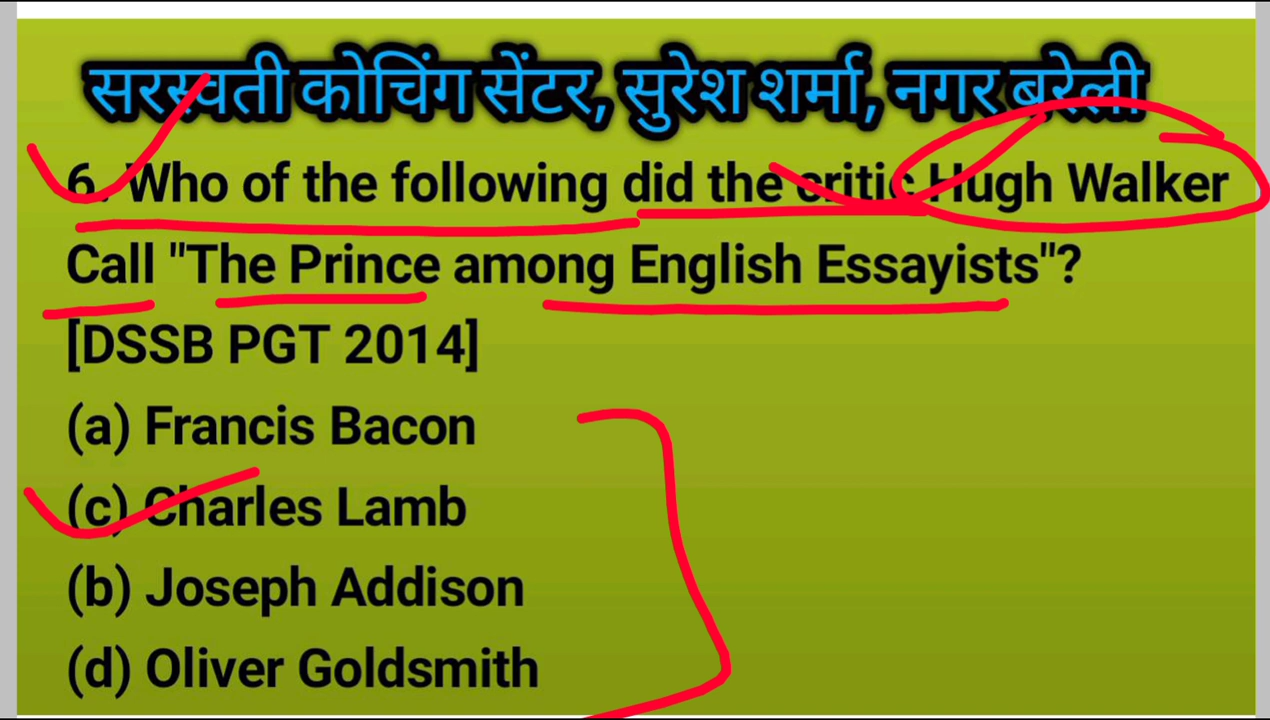 सरस्वती कोचिंग सेंटर, सुरेश शर्मा, नगर बरेली
6. Who of the following did the critic Hugh Walker
Call "The Prince among English Essayists"?
[DSSB PGT 2014]
(a) Francis Bacon
(c) Charles Lamb
(b) Joseph Addison
(d) Oliver Goldsmith